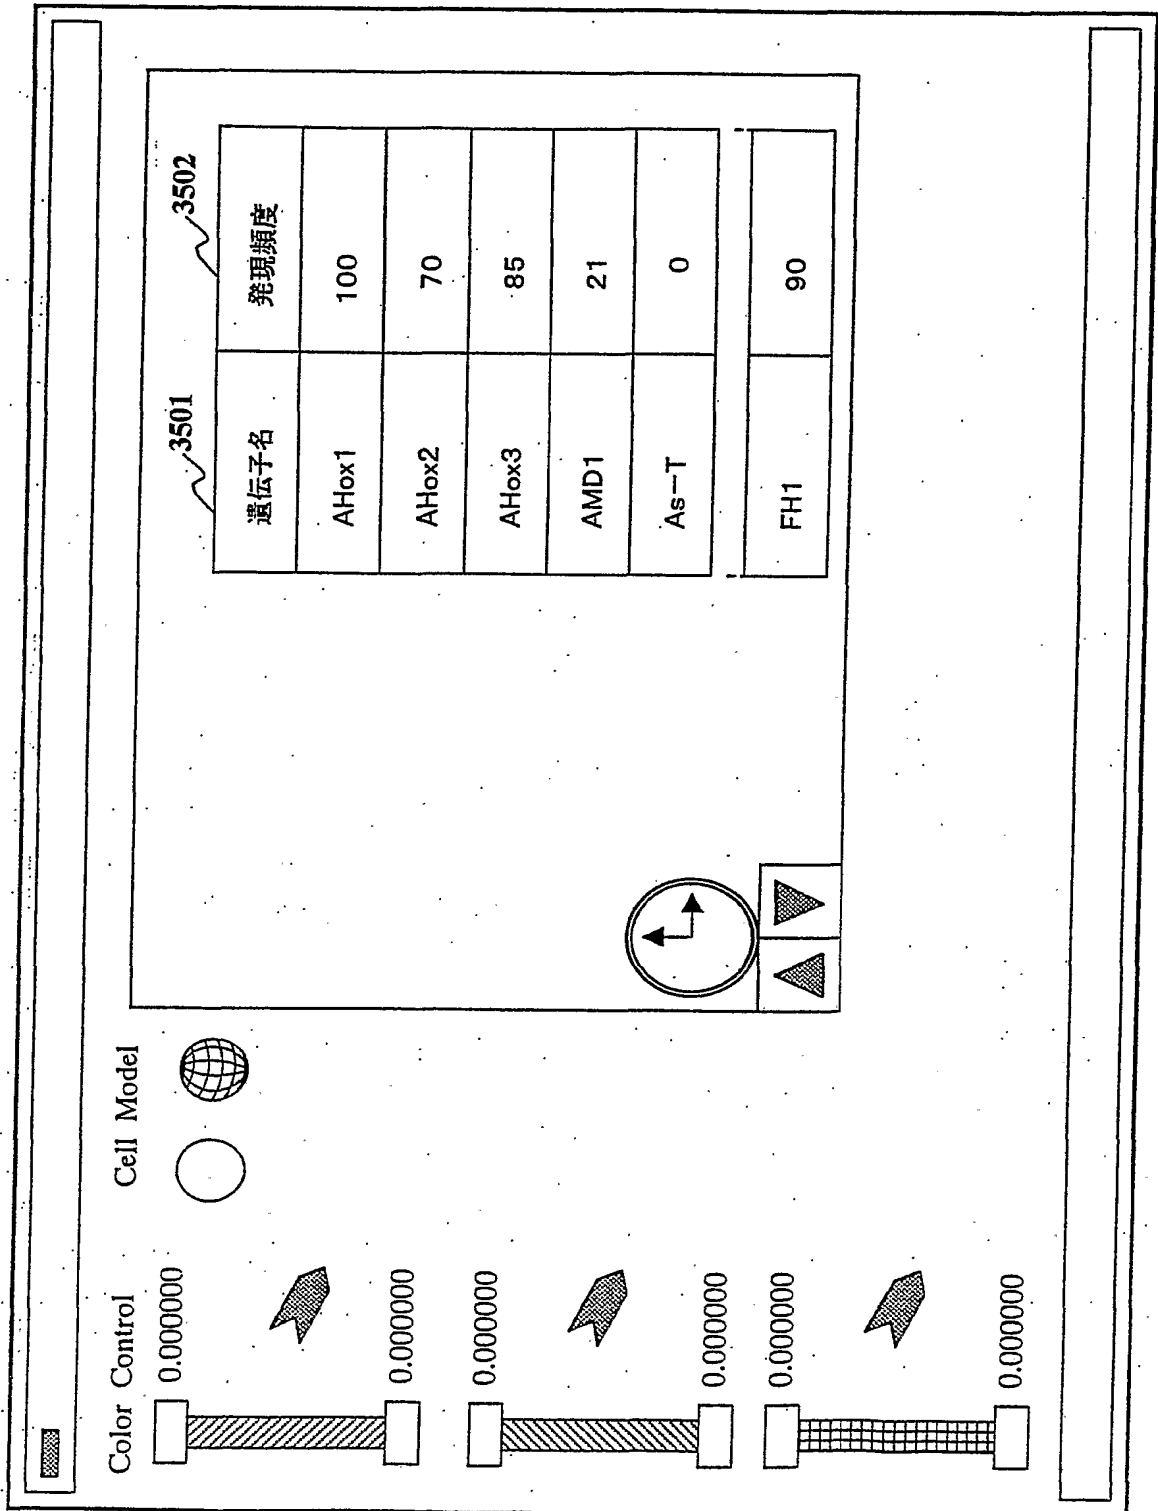 Color Control
Cell Model
0.000000
0.000000
0.000000
0.000000
0.000000
0.000000
3501
3502
遺伝子名 発現頻度
AHox1 100
AHox2 70
AHox3 85
AMD1 21
As－T 0
FH1 90